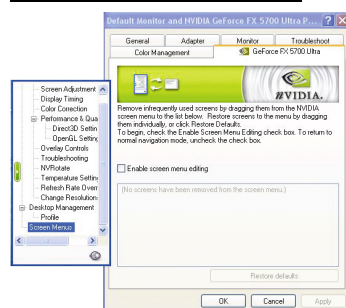 Default Monitor and NVIDIA GeForce FX 5700 Ultra P...
General
Adapter
Monitor
Troubleshoot
Color Management
GeForce FX 5700 Ultra
NVIDIA.
Remove infrequently used screens by dragging them from the NVIDIA
screen menu to the list below. Restore screens to the menu by dragging
them individually, or click Restore Defaults.
To begin, check the Enable Screen Menu Editing check box. To return to
normal navigation mode, uncheck the check box.
Enable screen menu editing
(No screens have been removed from the screen menu.)
Restore defaults
OK
Cancel
Apply
Screen Adjustment
Display Timing
Color Correction
Performance & Qua
Direct3D Settin
OpenGL Setting
Overlay Controls
Troubleshooting
NVRotate
Temperature Setting
Refresh Rate Overr
Change Resolution
Desktop Management
Profile
Screen Menus